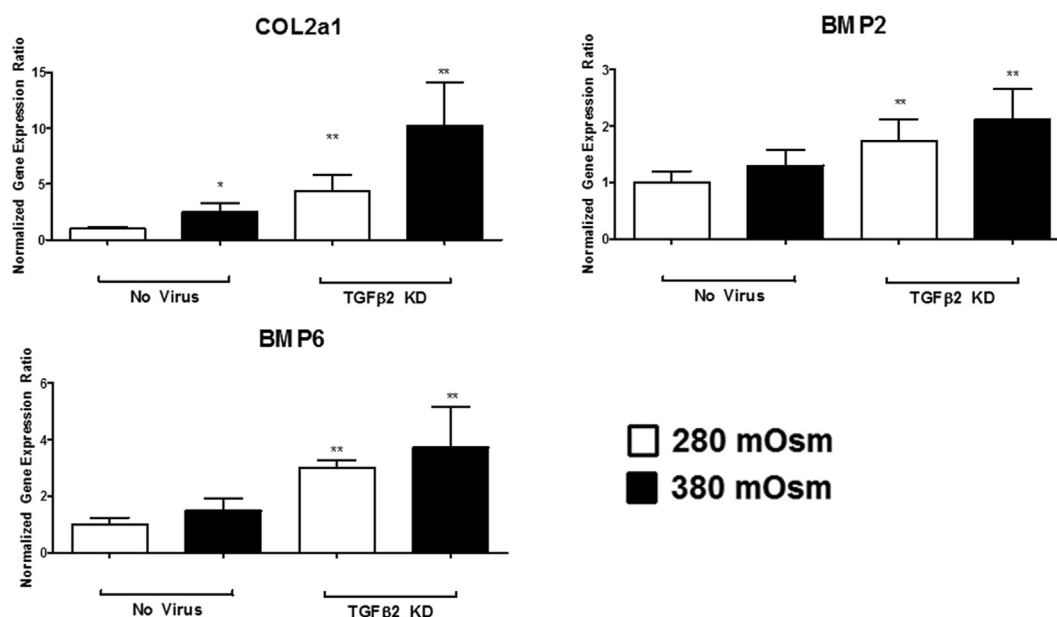 COL2a1
Normalized Gene Expression Ratio
15
10
5
0
*
**
**
No Virus
TGFβ2 KD
BMP2
Normalized Gene Expression Ratio
3
2
1
0
**
**
No Virus
TGFβ2 KD
BMP6
Normalized Gene Expression Ratio
6
4
2
0
**
**
No Virus
TGFβ2 KD
280 mOsm
380 mOsm